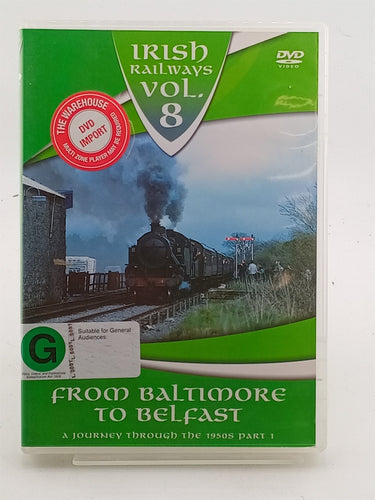 IRISH
RAILWAYS
VOL.
8
DVD
VIDEO
THE WAREHOUSE
DVD
IMPORT
MULTI ZONE PLAYER MAY BE REQUIRED
G
Suitable for General
Audiences
FROM BALTIMORE
TO BELFAST
A JOURNEY THROUGH THE 1950S PART 1